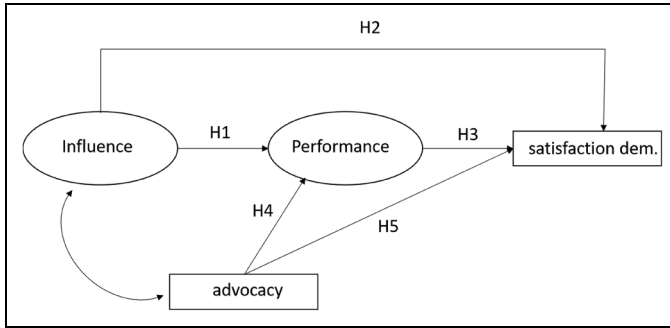 H2
Influence
H1
Performance
H3
satisfaction dem.
H4
H5
advocacy